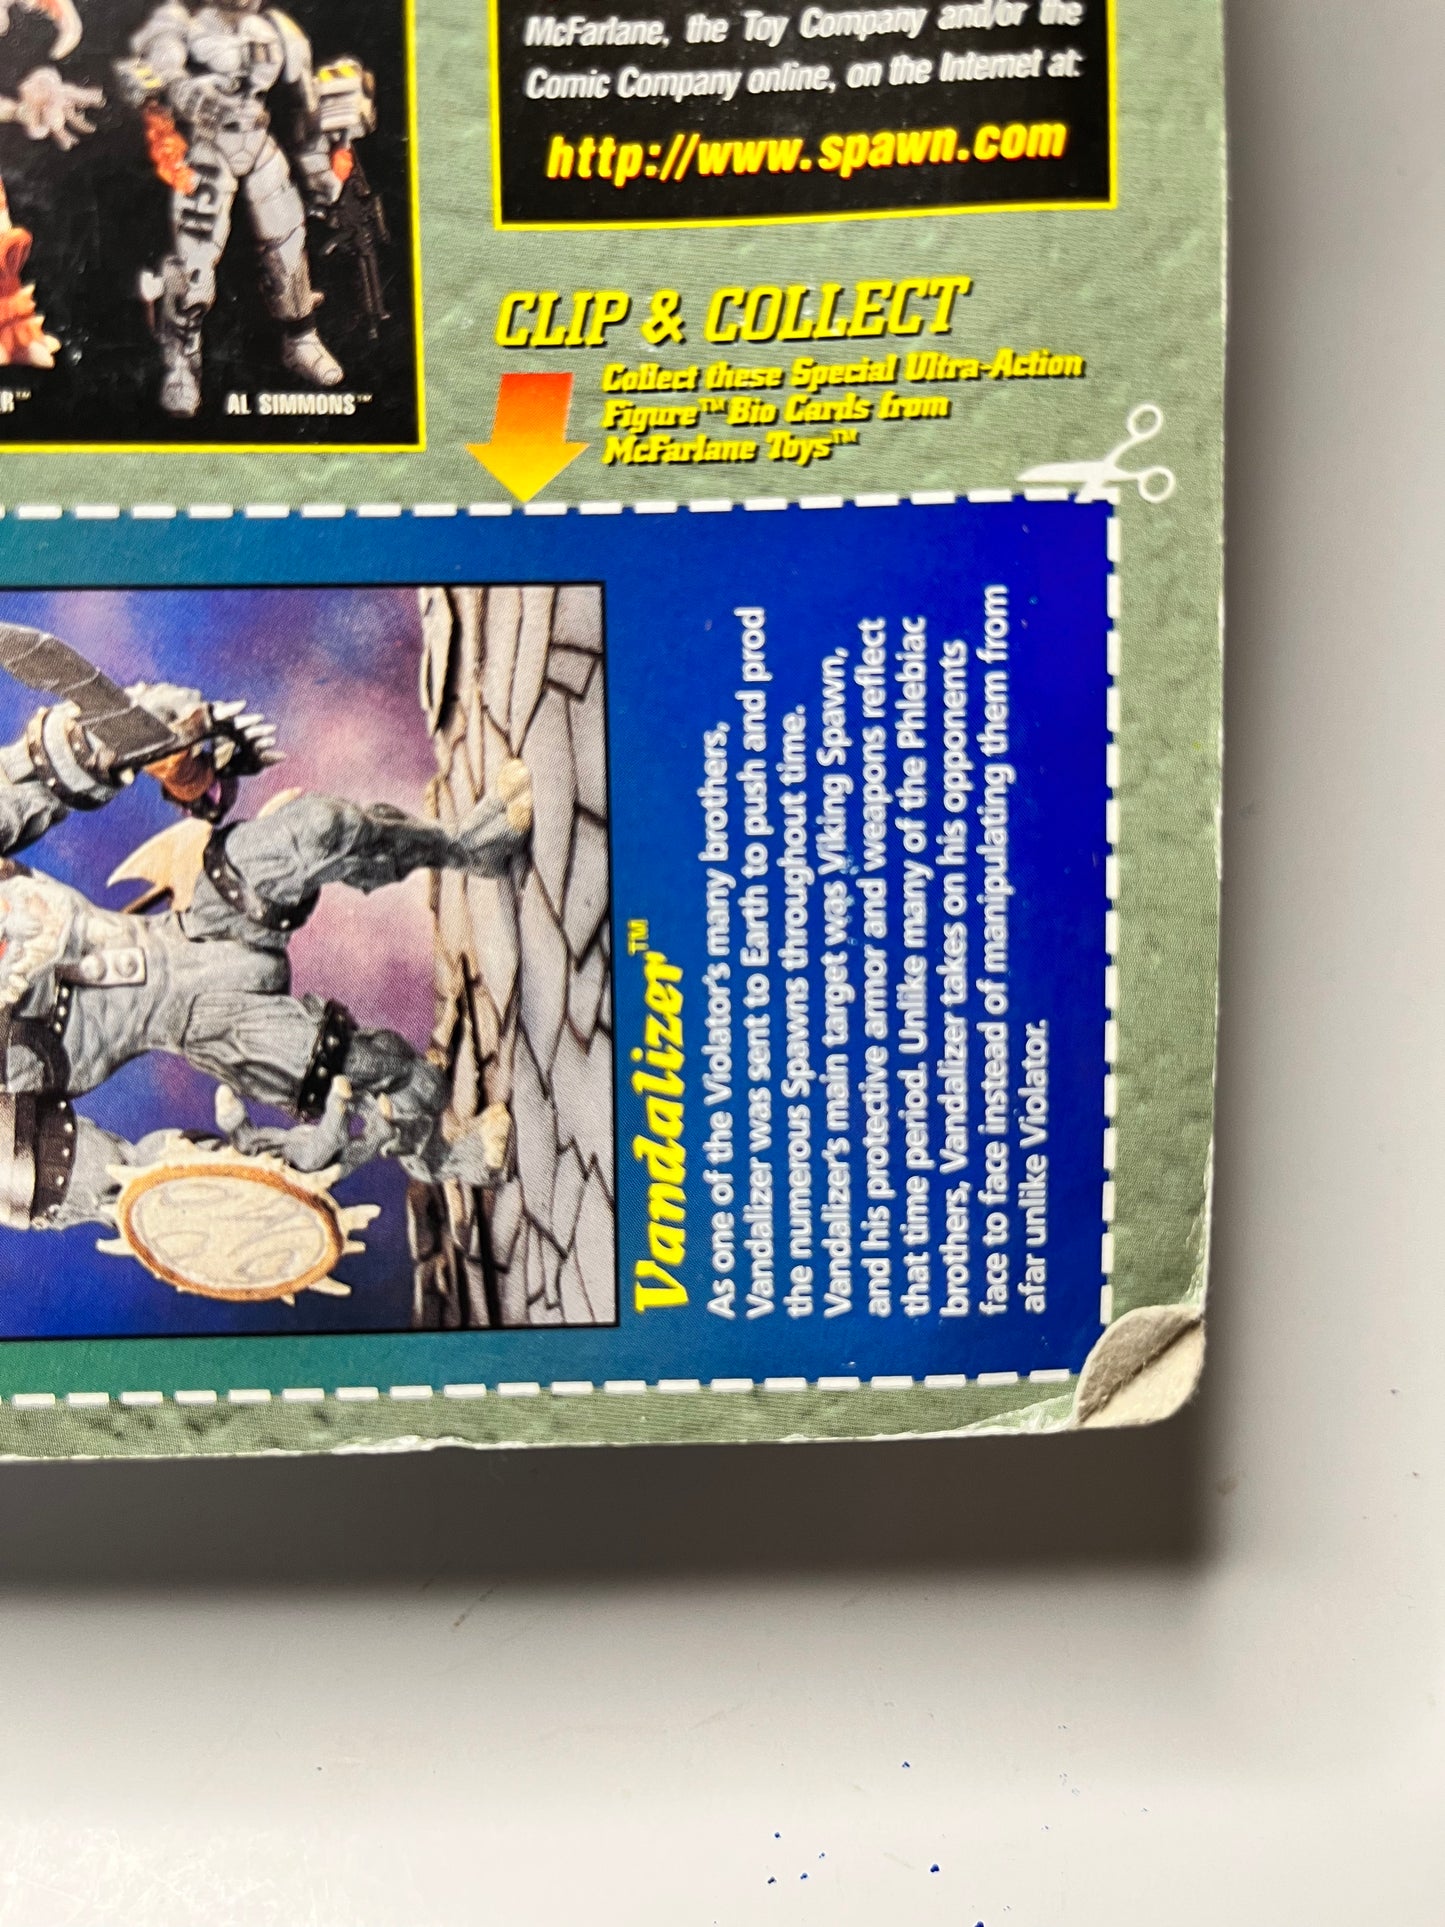 McFarlane, the Toy Company and/or the
Comic Company online, on the Internet at:
http://www.spawn.com
CLIP & COLLECT
Collect these Special Ultra-Action
Figure™ Bio Cards from
McFarlane Toys™
R™
AL SIMMONS™
HSI
Vandalizer™
As one of the Violator's many brothers,
Vandalizer was sent to Earth to push and prod
the numerous Spawns throughout time.
Vandalizer's main target was Viking Spawn,
and his protective armor and weapons reflect
that time period. Unlike many of the Phlebiac
brothers, Vandalizer takes on his opponents
face to face instead of manipulating them from
afar unlike Violator.